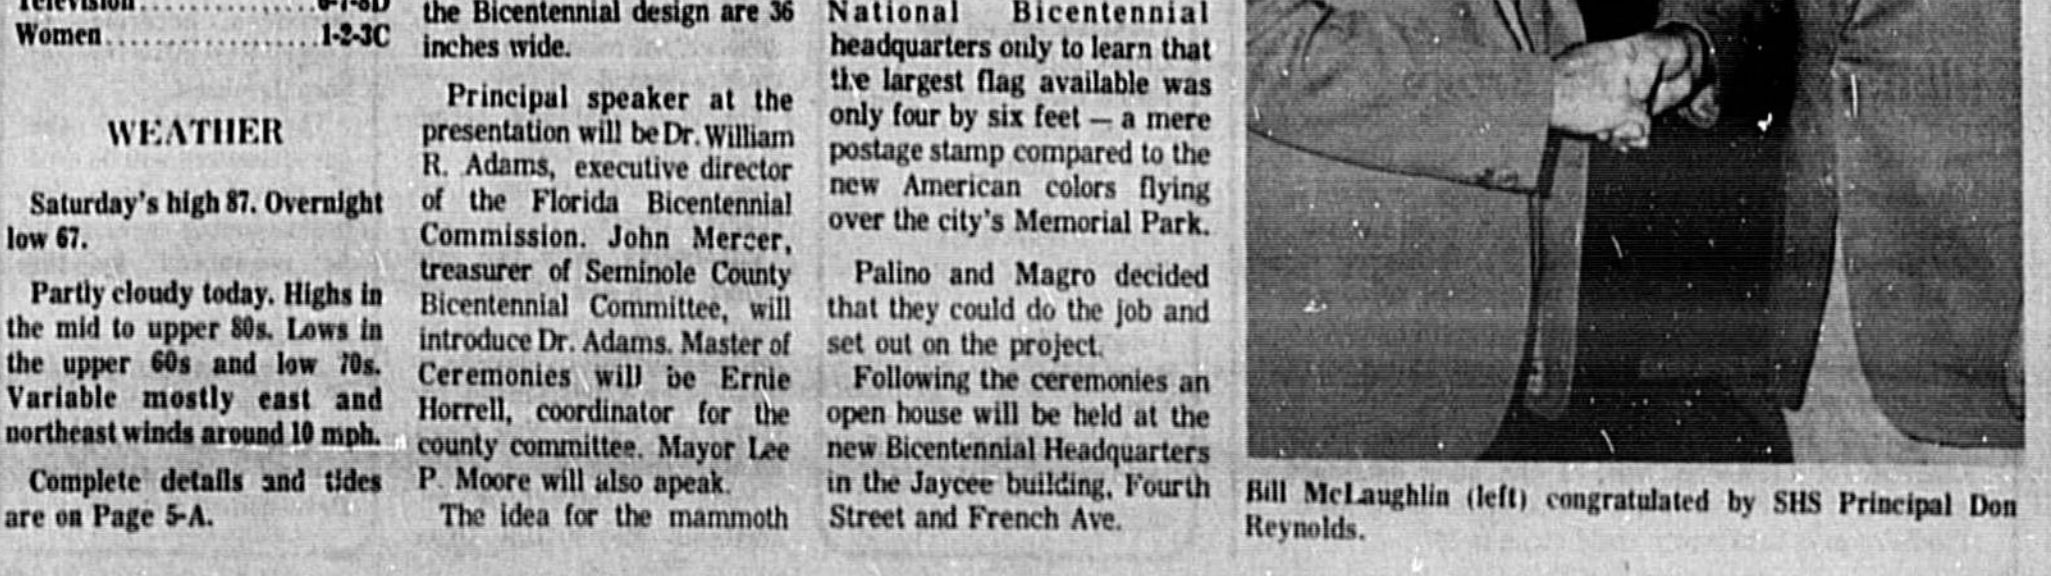 Television..................6-7-8D
Women..................1-2-3C
WEATHER
Saturday's high 87. Overnight
low 67.
Partly cloudy today. Highs in
the mid to upper 80s. Lows in
the upper 60s and low 70s.
Variable mostly east and
northeast winds around 10 mph.
Complete details and tides
are on Page 5-A.
the Bicentennial design are 36
inches wide.
Principal speaker at the
presentation will be Dr. William
R. Adams, executive director
of the Florida Bicentennial
Commission. John Mercer,
treasurer of Seminole County
Bicentennial Committee, will
introduce Dr. Adams. Master of
Ceremonies will be Ernie
Horrell, coordinator for the
county committee. Mayor Lee
P. Moore will also apeak.
The idea for the mammoth
National Bicentennial
headquarters only to learn that
the largest flag available was
only four by six feet — a mere
postage stamp compared to the
new American colors flying
over the city's Memorial Park.
Palino and Magro decided
that they could do the job and
set out on the project.
Following the ceremonies an
open house will be held at the
new Bicentennial Headquarters
in the Jaycee building, Fourth
Street and French Ave.
Bill McLaughlin (left) congratulated by SHS Principal Don
Reynolds.